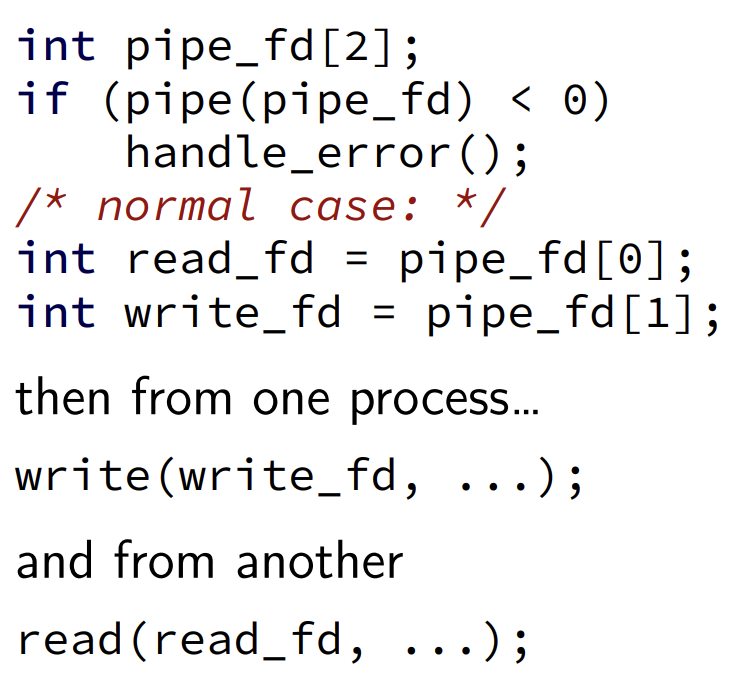 int pipe_fd[2];
if (pipe(pipe_fd) < 0)
    handle_error();
/* normal case: */
int read_fd = pipe_fd[0];
int write_fd = pipe_fd[1];
then from one process…
write(write_fd, ...);
and from another
read(read_fd, ...);